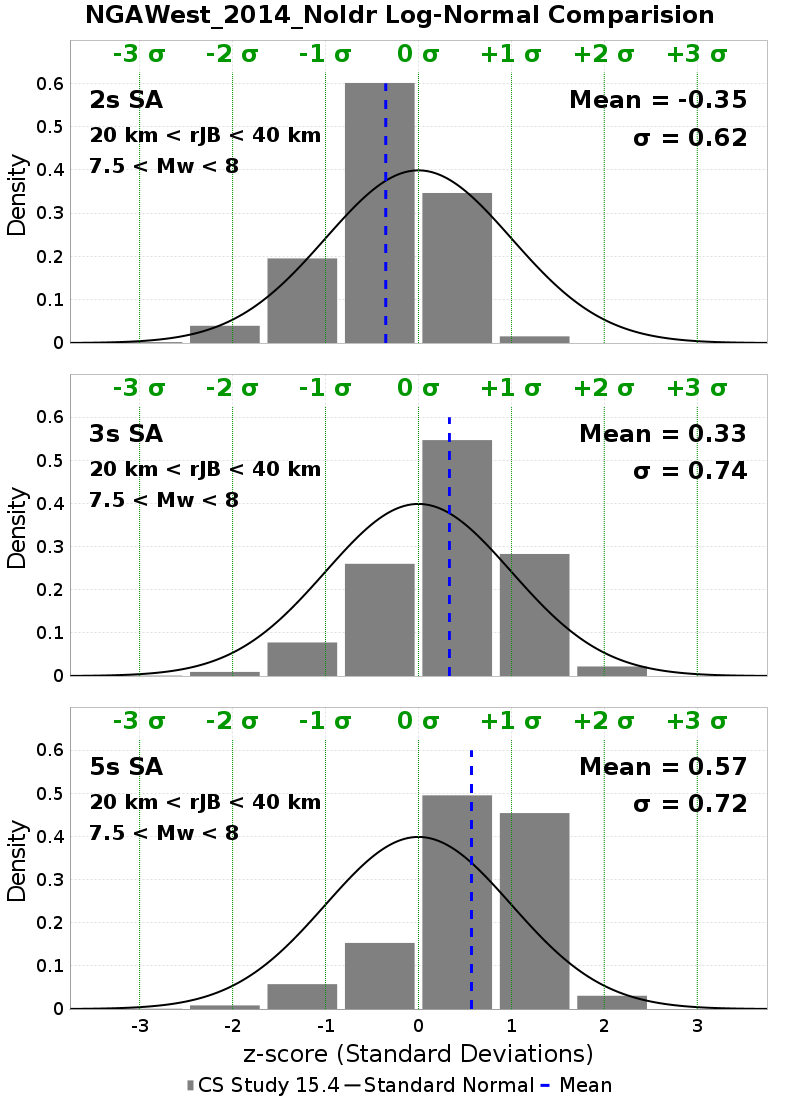 NGAWest_2014_NoIdr Log-Normal Comparision
-3 σ -2 σ -1 σ 0 σ +1 σ +2 σ +3 σ
2s SA
20 km < rJB < 40 km
7.5 < Mw < 8
Mean = -0.35
σ = 0.62
Density
0.6
0.5
0.4
0.3
0.2
0.1
0
-3 σ -2 σ -1 σ 0 σ +1 σ +2 σ +3 σ
3s SA
20 km < rJB < 40 km
7.5 < Mw < 8
Mean = 0.33
σ = 0.74
Density
0.6
0.5
0.4
0.3
0.2
0.1
0
-3 σ -2 σ -1 σ 0 σ +1 σ +2 σ +3 σ
5s SA
20 km < rJB < 40 km
7.5 < Mw < 8
Mean = 0.57
σ = 0.72
Density
0.6
0.5
0.4
0.3
0.2
0.1
0
-3 -2 -1 0 1 2 3
z-score (Standard Deviations)
CS Study 15.4 Standard Normal Mean